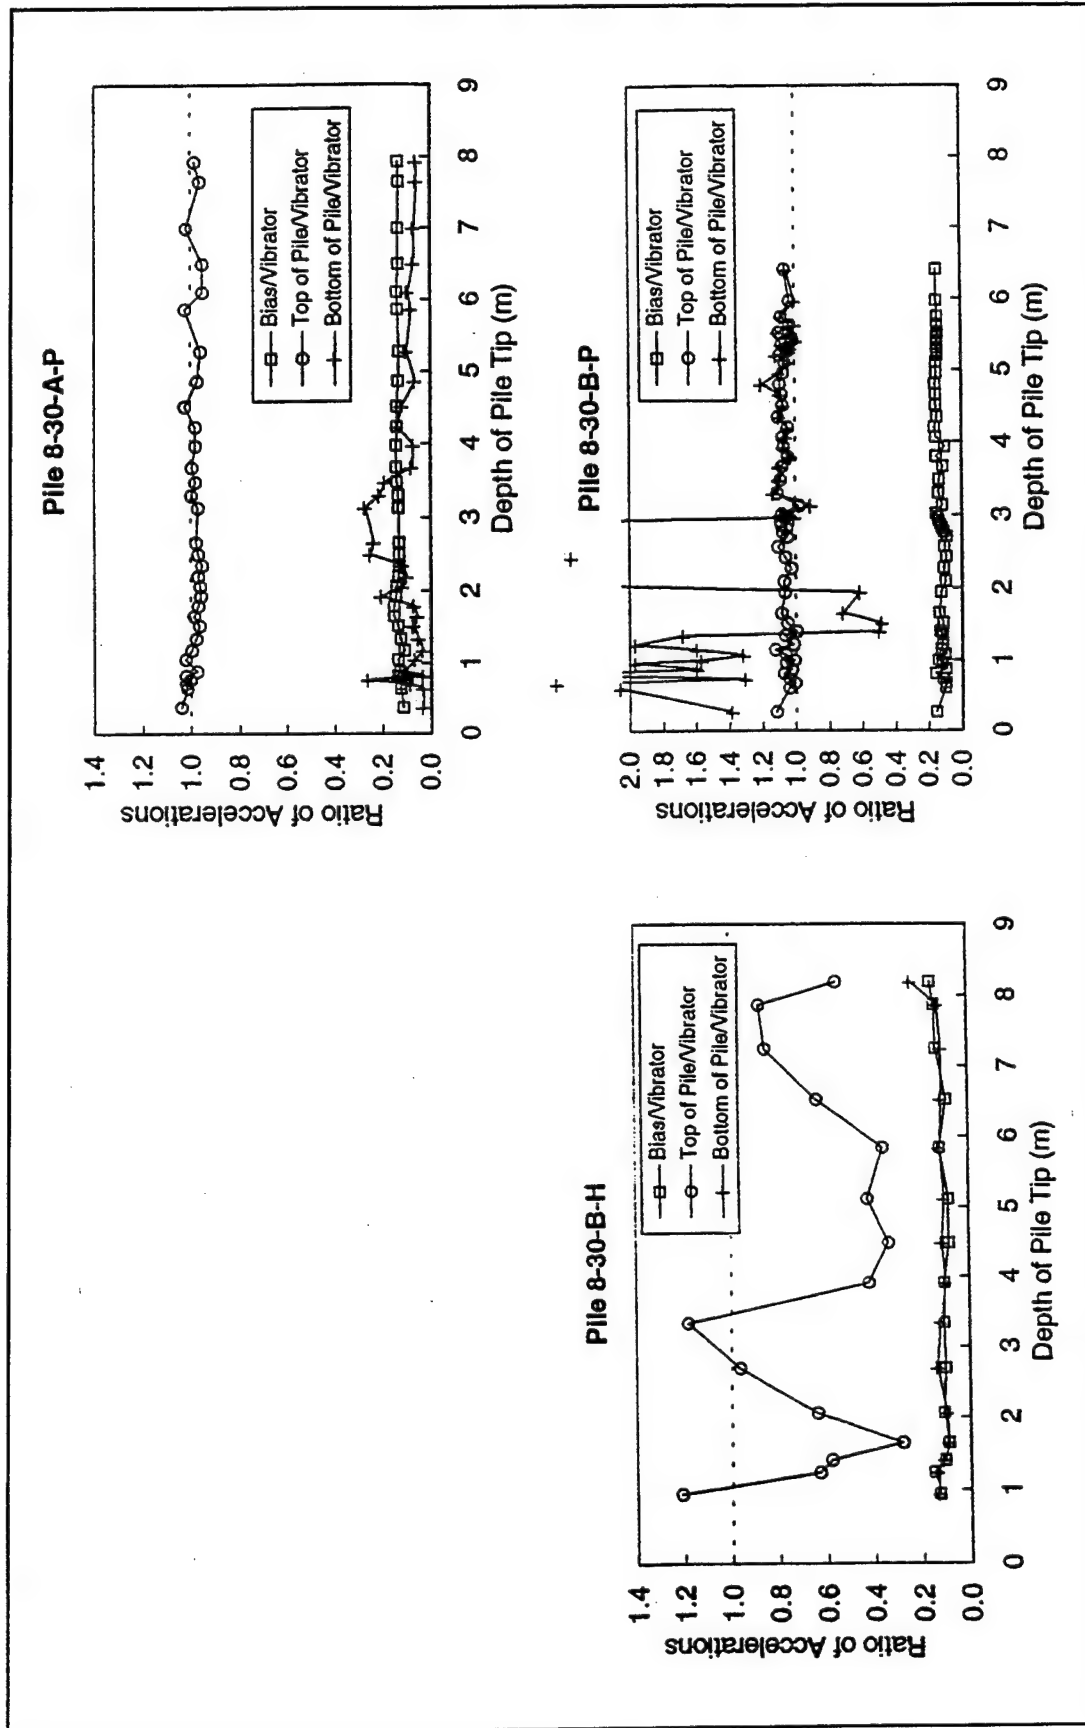 Pile 8-30-A-P
Ratio of Accelerations
1.4
1.2
1.0
0.8
0.6
0.4
0.2
0.0
Bias/Vibrator
Top of Pile/Vibrator
Bottom of Pile/Vibrator
0 1 2 3 4 5 6 7 8 9
Depth of Pile Tip (m)
Pile 8-30-B-H
Ratio of Accelerations
1.4
1.2
1.0
0.8
0.6
0.4
0.2
0.0
Bias/Vibrator
Top of Pile/Vibrator
Bottom of Pile/Vibrator
0 1 2 3 4 5 6 7 8 9
Depth of Pile Tip (m)
Pile 8-30-B-P
Ratio of Accelerations
2.0
1.8
1.6
1.4
1.2
1.0
0.8
0.6
0.4
0.2
0.0
Bias/Vibrator
Top of Pile/Vibrator
Bottom of Pile/Vibrator
0 1 2 3 4 5 6 7 8 9
Depth of Pile Tip (m)